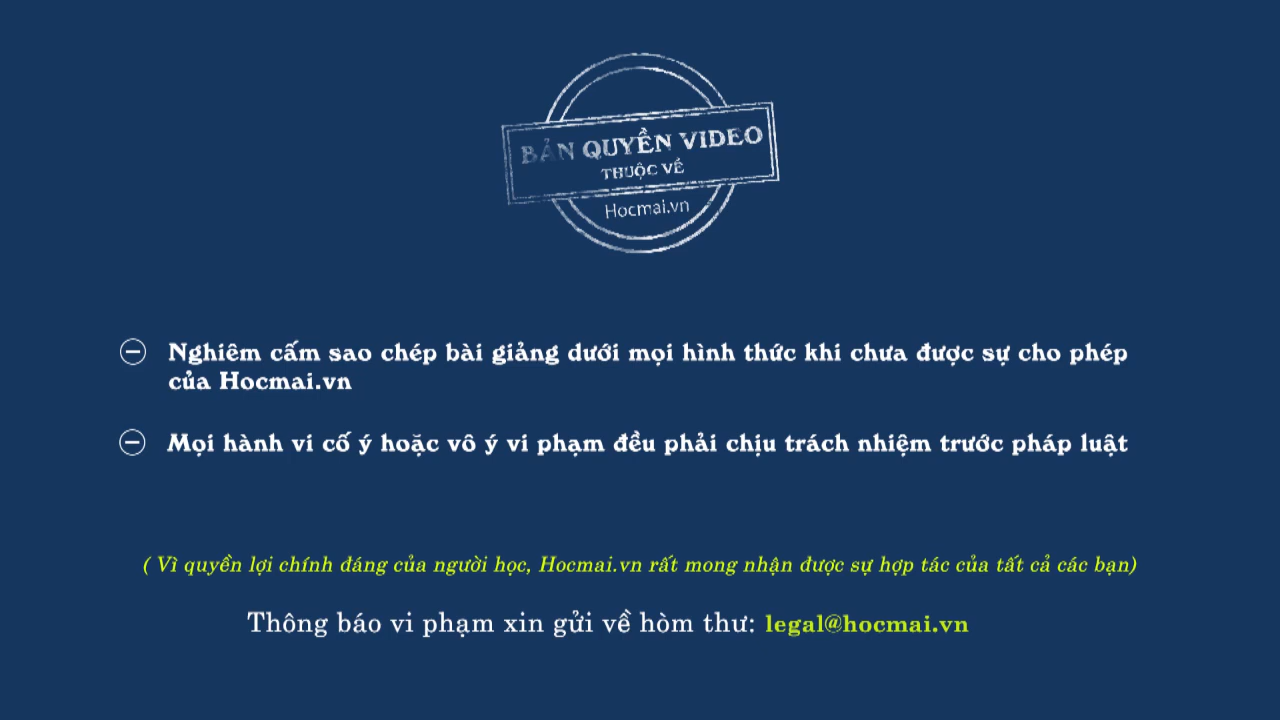 BẢN QUYỀN VIDEO
THUỘC VỀ
Hocmai.vn
Nghiêm cấm sao chép bài giảng dưới mọi hình thức khi chưa được sự cho phép
của Hocmai.vn
Mọi hành vi cố ý hoặc vô ý vi phạm đều phải chịu trách nhiệm trước pháp luật
( Vì quyền lợi chính đáng của người học, Hocmai.vn rất mong nhận được sự hợp tác của tất cả các bạn)
Thông báo vi phạm xin gửi về hòm thư: legal@hocmai.vn